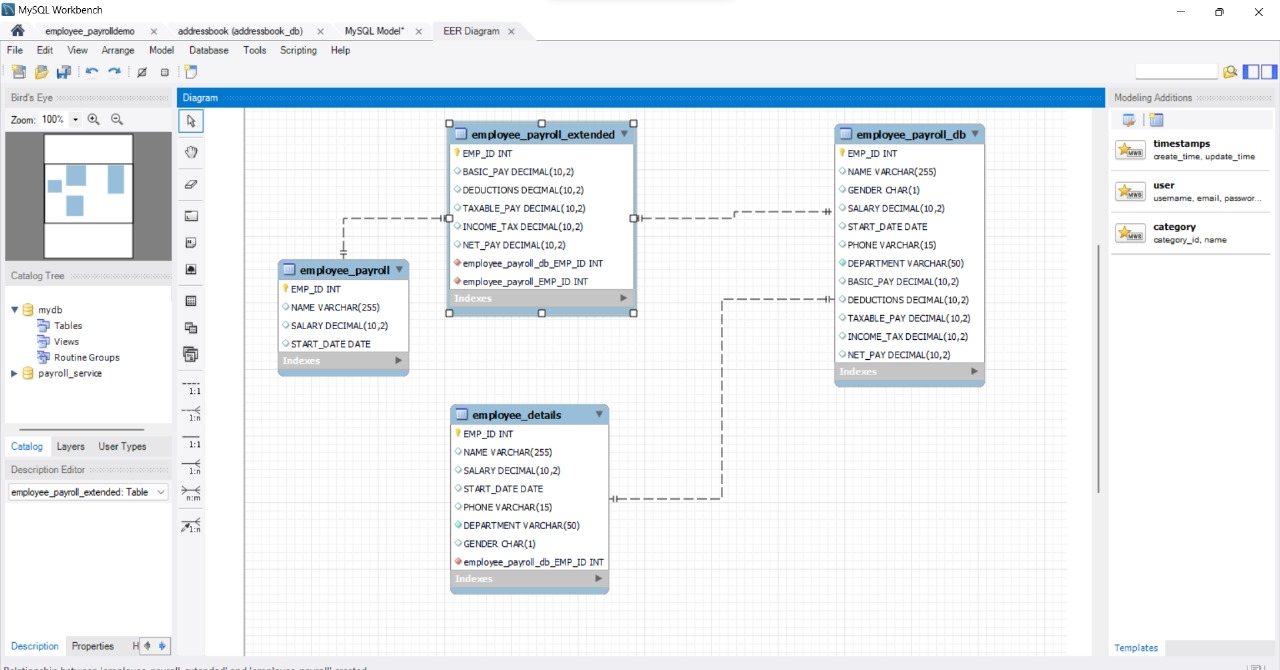 MySQL Workbench
employee_payrolldemo
addressbook (addressbook_db)
MySQL Model*
EER Diagram
File Edit View Arrange Model Database Tools Scripting Help
Bird's Eye
Zoom: 100%
Catalog Tree
mydb
Tables
Views
Routine Groups
payroll_service
Catalog Layers User Types
Description Editor
employee_payroll_extended: Table
Description Properties H
1:1
1:n
1:1
1:n
n:m
1:n
Diagram
employee_payroll_extended
EMP_ID INT
BASIC_PAY DECIMAL(10,2)
DEDUCTIONS DECIMAL(10,2)
TAXABLE_PAY DECIMAL(10,2)
INCOME_TAX DECIMAL(10,2)
NET_PAY DECIMAL(10,2)
employee_payroll_db_EMP_ID INT
employee_payroll_EMP_ID INT
Indexes
employee_payroll
EMP_ID INT
NAME VARCHAR(255)
SALARY DECIMAL(10,2)
START_DATE DATE
Indexes
employee_details
EMP_ID INT
NAME VARCHAR(255)
SALARY DECIMAL(10,2)
START_DATE DATE
PHONE VARCHAR(15)
DEPARTMENT VARCHAR(50)
GENDER CHAR(1)
employee_payroll_db_EMP_ID INT
Indexes
employee_payroll_db
EMP_ID INT
NAME VARCHAR(255)
GENDER CHAR(1)
SALARY DECIMAL(10,2)
START_DATE DATE
PHONE VARCHAR(15)
DEPARTMENT VARCHAR(50)
BASIC_PAY DECIMAL(10,2)
DEDUCTIONS DECIMAL(10,2)
TAXABLE_PAY DECIMAL(10,2)
INCOME_TAX DECIMAL(10,2)
NET_PAY DECIMAL(10,2)
Indexes
Modeling Additions
timestamps
create_time, update_time
user
username, email, passwor...
category
category_id, name
Templates
Relationship between 'employee_payroll_extended' and 'employee_payroll' created.